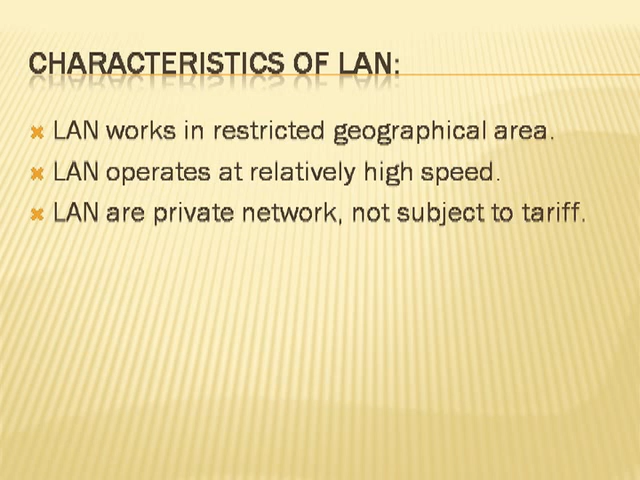 CHARACTERISTICS OF LAN:
LAN works in restricted geographical area.
LAN operates at relatively high speed.
LAN are private network, not subject to tariff.